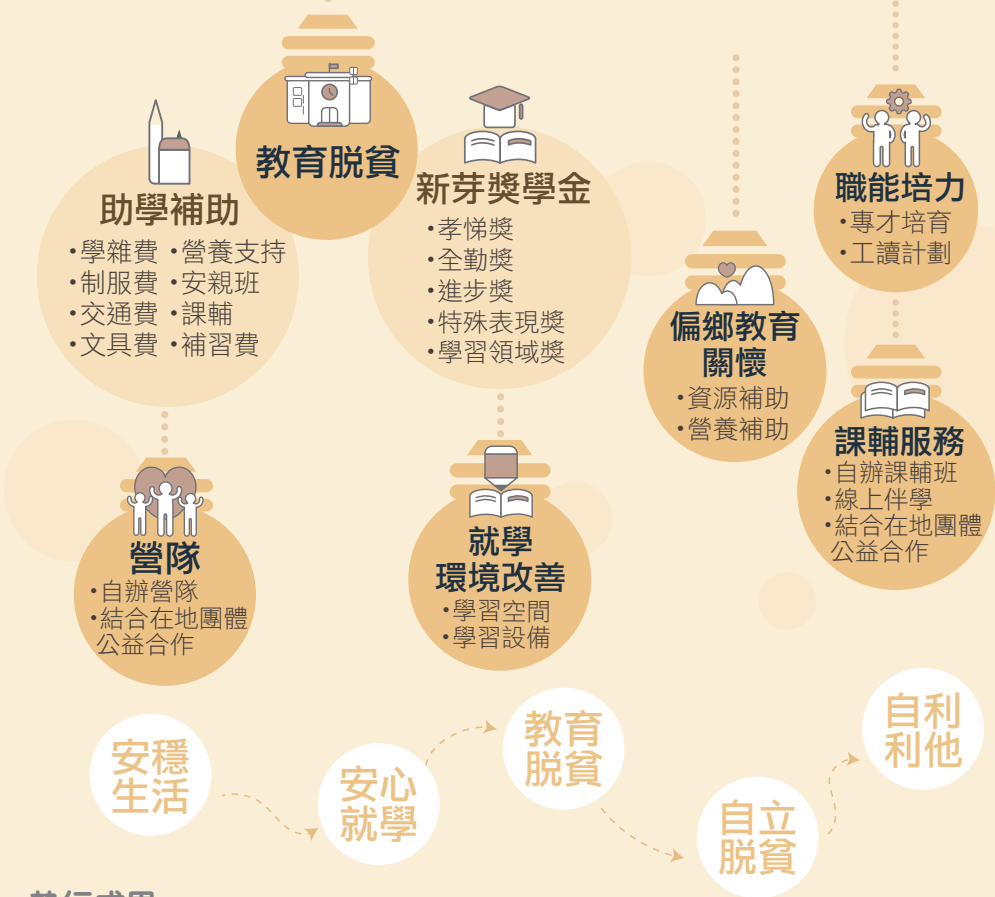 教育脱貧
助學補助
•學雜費 •營養支持
•制服費 •安親班
•交通費 •課輔
•文具費 •補習費
新芽獎學金
•孝悌獎
•全勤獎
•進步獎
•特殊表現獎
•學習領域獎
偏鄉教育
關懷
•資源補助
•營養補助
職能培力
•專才培育
•工讀計劃
課輔服務
•自辦課輔班
•線上伴學
•結合在地團體
公益合作
營隊
•自辦營隊
•結合在地團體
公益合作
就學
環境改善
•學習空間
•學習設備
安穩
生活
安心
就學
教育
脱貧
自立
脱貧
自利
利他